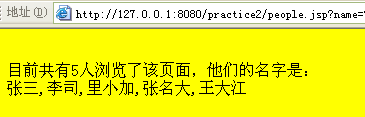 地址(D) http://127.0.0.1:8080/practice2/people.jsp?name=
目前共有5人浏览了该页面，他们的名字是：
张三,李司,里小加,张名大,王大江